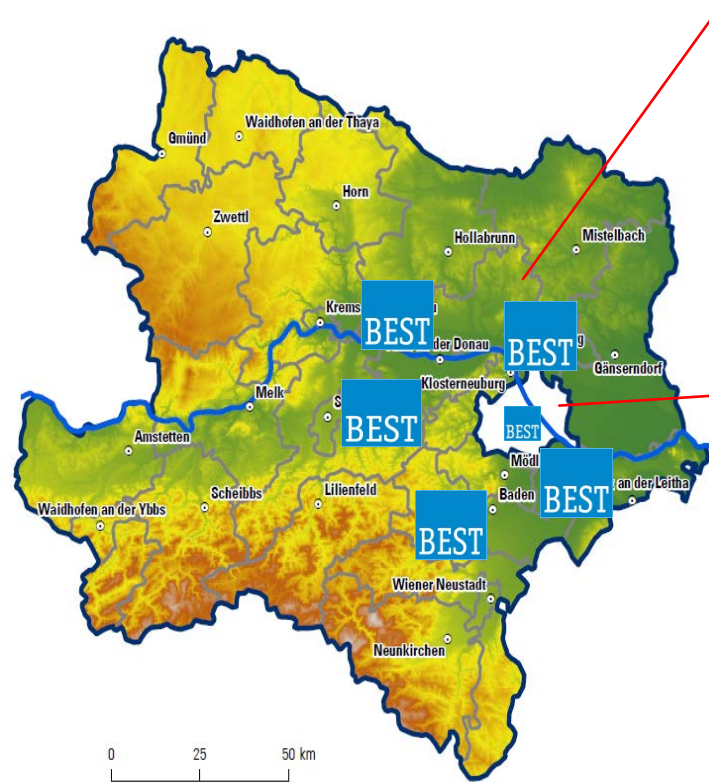 Waidhofen an der Thaya
Gmünd
Horn
Zwettl
Hollabrunn
Mistelbach
Krems
BEST
der Donau
BEST
Gänserndorf
Klosterneuburg
Melk
BEST
BEST
Amstetten
Mödl
BEST
an der Leitha
Scheibbs
Lilienfeld
Baden
Waidhofen an der Ybbs
BEST
Wiener Neustadt
Neunkirchen
0 25 50 km